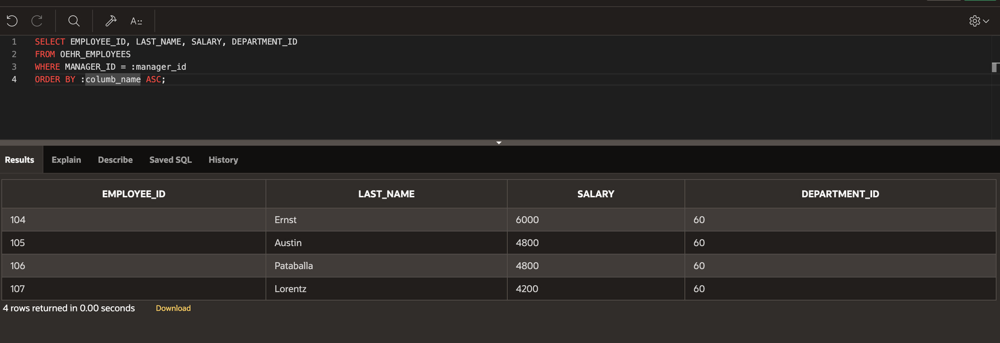 A::
1 SELECT EMPLOYEE_ID, LAST_NAME, SALARY, DEPARTMENT_ID
2 FROM OEHR_EMPLOYEES
3 WHERE MANAGER_ID = :manager_id
4 ORDER BY :columb_name ASC;
Results Explain Describe Saved SQL History
EMPLOYEE_ID LAST_NAME SALARY DEPARTMENT_ID
104 Ernst 6000 60
105 Austin 4800 60
106 Pataballa 4800 60
107 Lorentz 4200 60
4 rows returned in 0.00 seconds Download